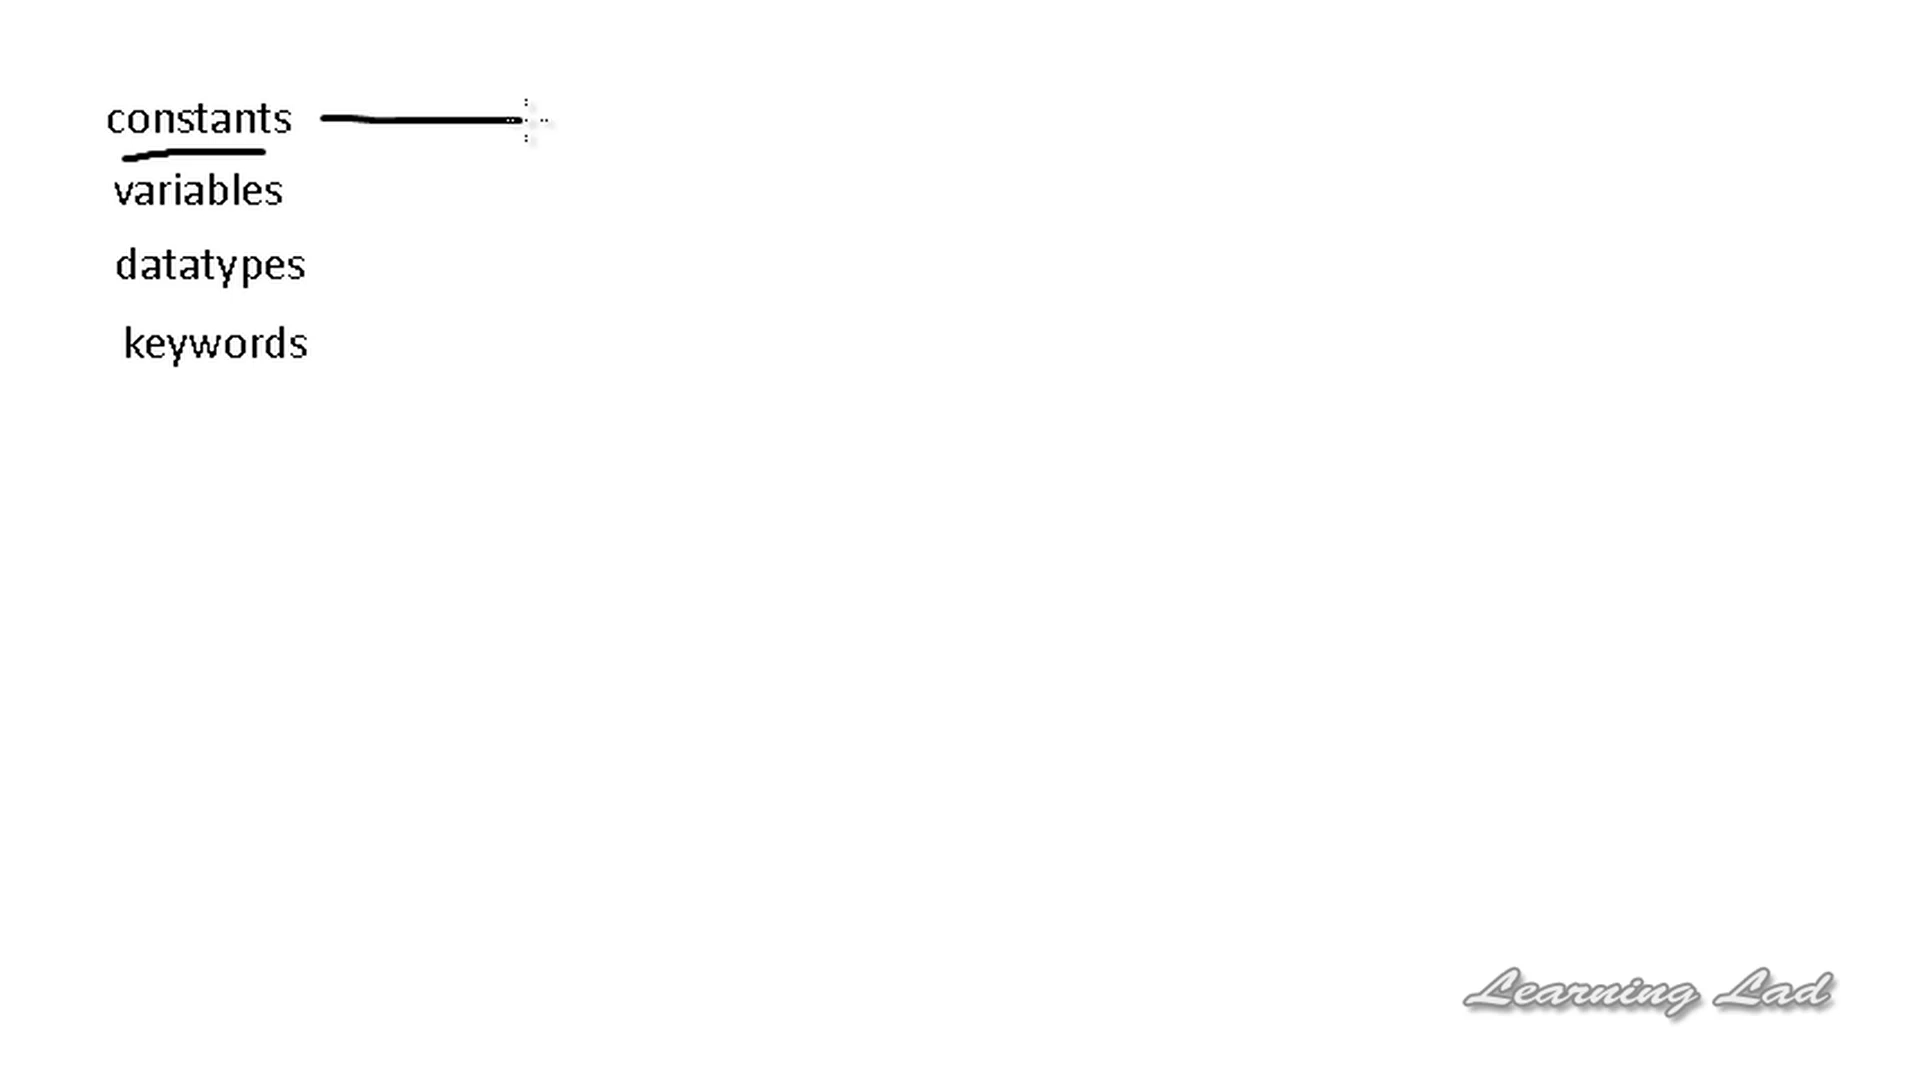 constants
variables
datatypes
keywords
Learning Lad